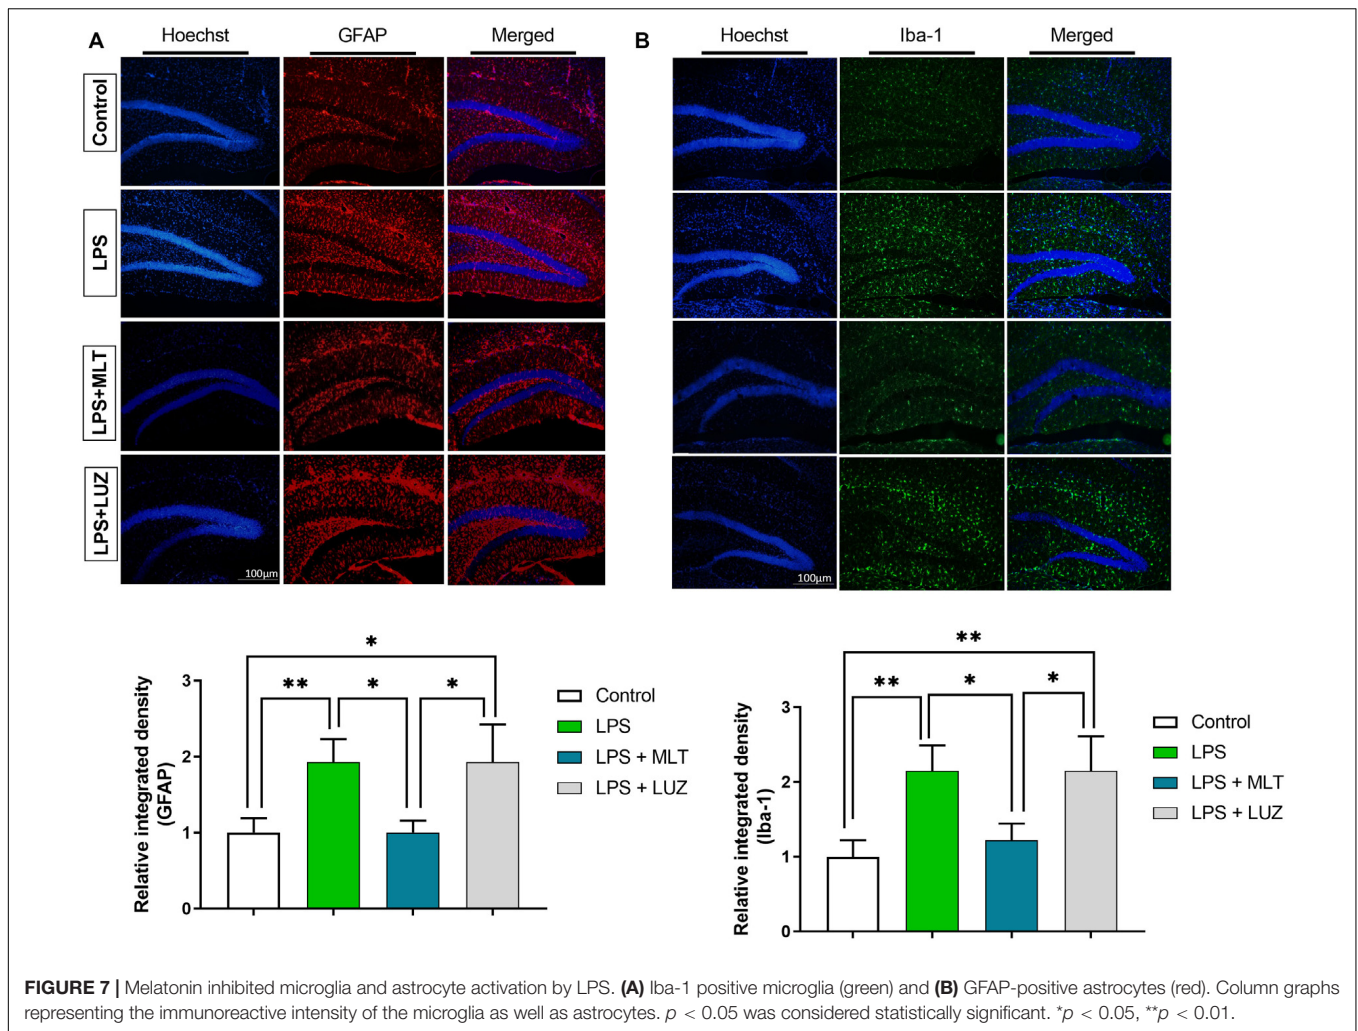 A
Hoechst
GFAP
Merged
Control
LPS
LPS+MLT
LPS+LUZ
100µm
B
Hoechst
Iba-1
Merged
100µm
Relative integrated density
(GFAP)
3
2
1
0
*
**
*
*
Control
LPS
LPS + MLT
LPS + LUZ
Relative integrated density
(Iba-1)
3
2
1
0
**
**
*
*
Control
LPS
LPS + MLT
LPS + LUZ
FIGURE 7 | Melatonin inhibited microglia and astrocyte activation by LPS. (A) Iba-1 positive microglia (green) and (B) GFAP-positive astrocytes (red). Column graphs
representing the immunoreactive intensity of the microglia as well as astrocytes. p < 0.05 was considered statistically significant. *p < 0.05, **p < 0.01.